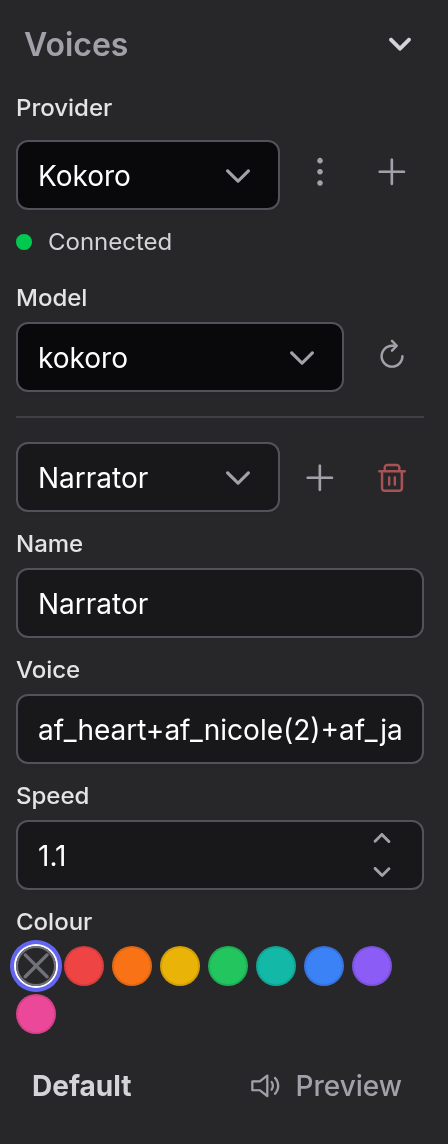 Voices
Provider
Kokoro
Connected
Model
kokoro
Narrator
Name
Narrator
Voice
af_heart+af_nicole(2)+af_ja
Speed
1.1
Colour
Default
Preview